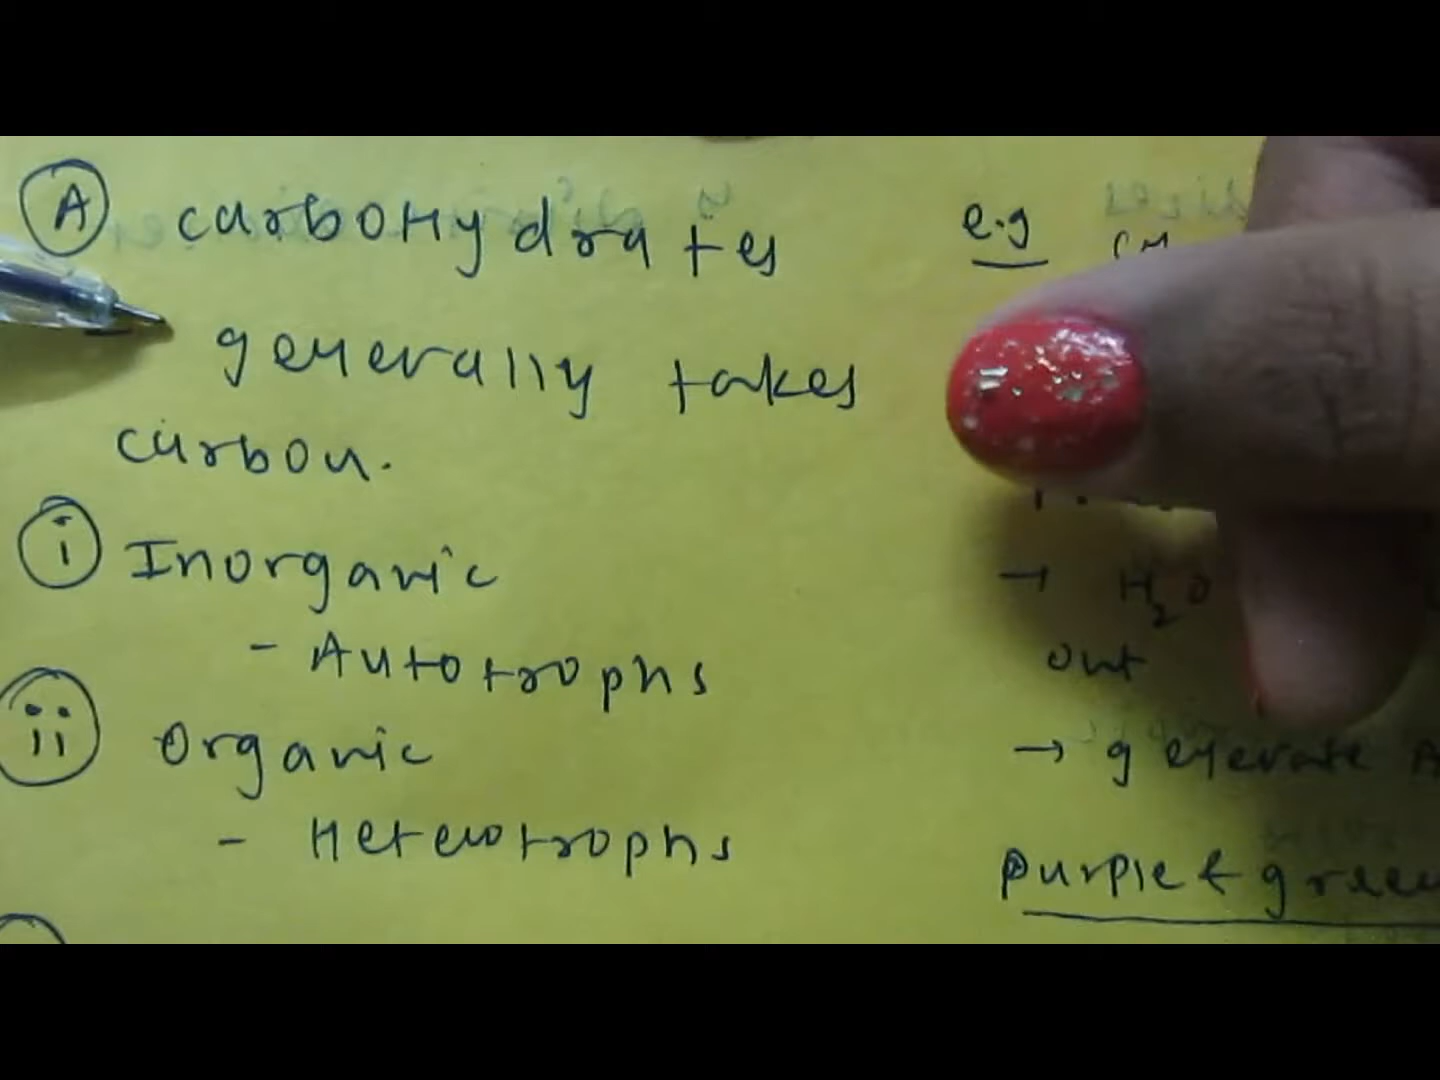 A carboHydrates
generally takes
carbon.
i Inorganic
- Autotrophs
ii Organic
- Heterotrophs
e.g
→ H2O
out
→ generate
purple & green